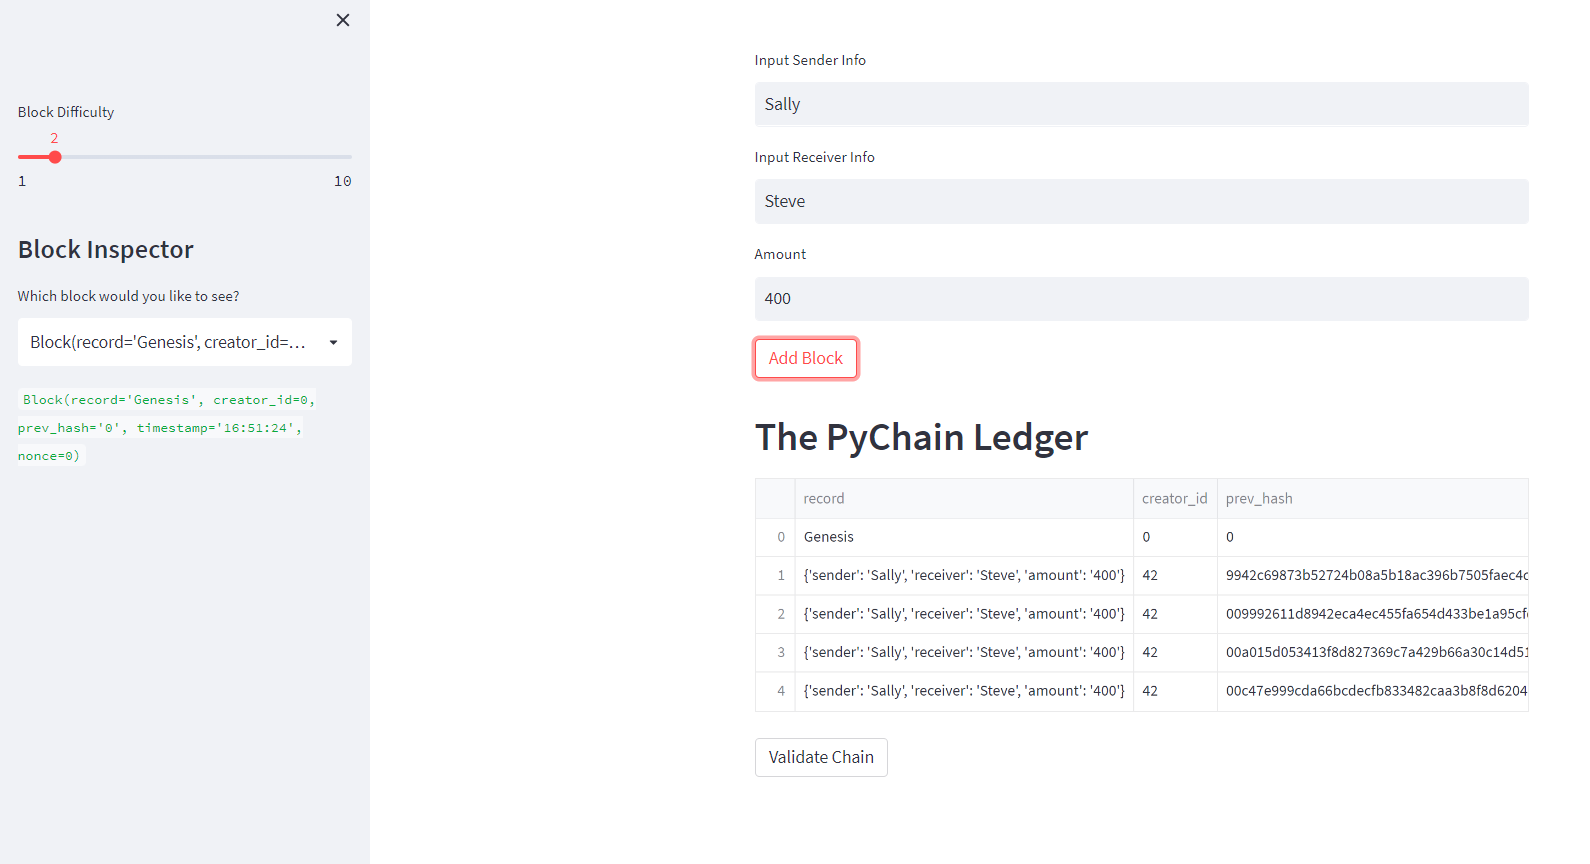 Block Difficulty
2
1 10
Block Inspector
Which block would you like to see?
Block(record='Genesis', creator_id=...
Block(record='Genesis', creator_id=0,
prev_hash='0', timestamp='16:51:24',
nonce=0)
Input Sender Info
Sally
Input Receiver Info
Steve
Amount
400
Add Block
The PyChain Ledger
record creator_id prev_hash
0 Genesis 0 0
1 {'sender': 'Sally', 'receiver': 'Steve', 'amount': '400'} 42 9942c69873b52724b08a5b18ac396b7505faec4c
2 {'sender': 'Sally', 'receiver': 'Steve', 'amount': '400'} 42 009992611d8942eca4ec455fa654d433be1a95cf
3 {'sender': 'Sally', 'receiver': 'Steve', 'amount': '400'} 42 00a015d053413f8d827369c7a429b66a30c14d51
4 {'sender': 'Sally', 'receiver': 'Steve', 'amount': '400'} 42 00c47e999cda66bcdecfb833482caa3b8f8d6204
Validate Chain